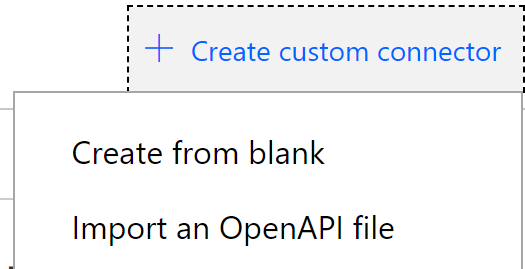 Create custom connector
Create from blank
Import an OpenAPI file